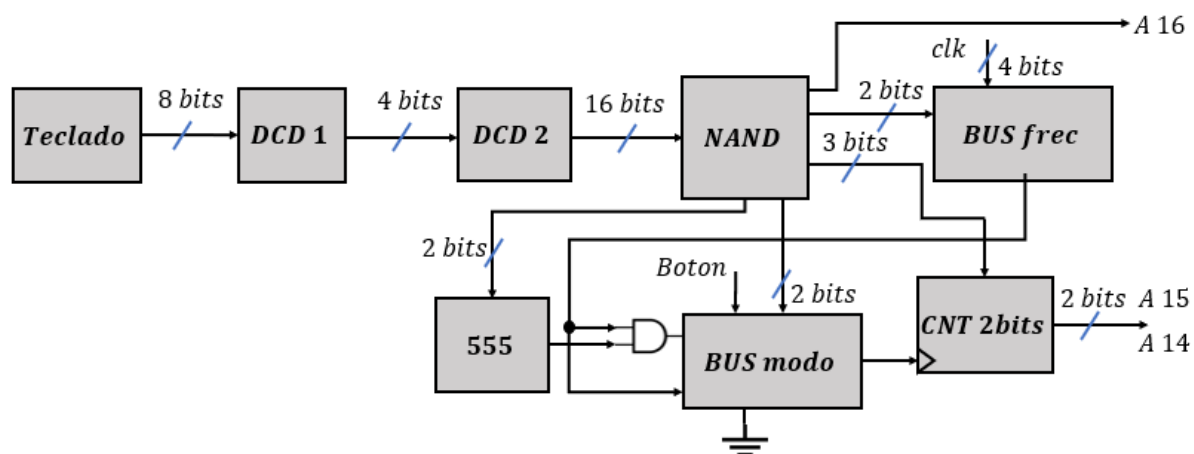 A 16
clk
4 bits
8 bits
4 bits
16 bits
2 bits
Teclado
DCD 1
DCD 2
NAND
BUS frec
3 bits
2 bits
Boton
2 bits
555
BUS modo
CNT 2bits
2 bits
A 15
A 14